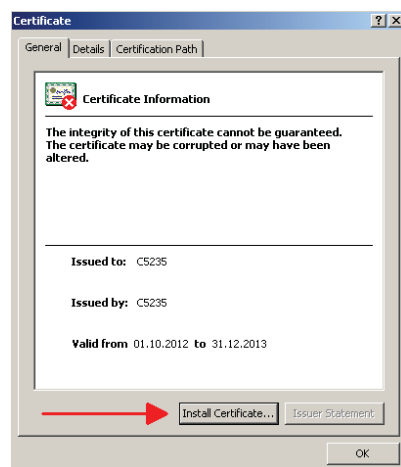 Certificate
General Details Certification Path
Certificate Information
The integrity of this certificate cannot be guaranteed.
The certificate may be corrupted or may have been
altered.
Issued to: C5235
Issued by: C5235
Valid from 01.10.2012 to 31.12.2013
Install Certificate... Issuer Statement
OK